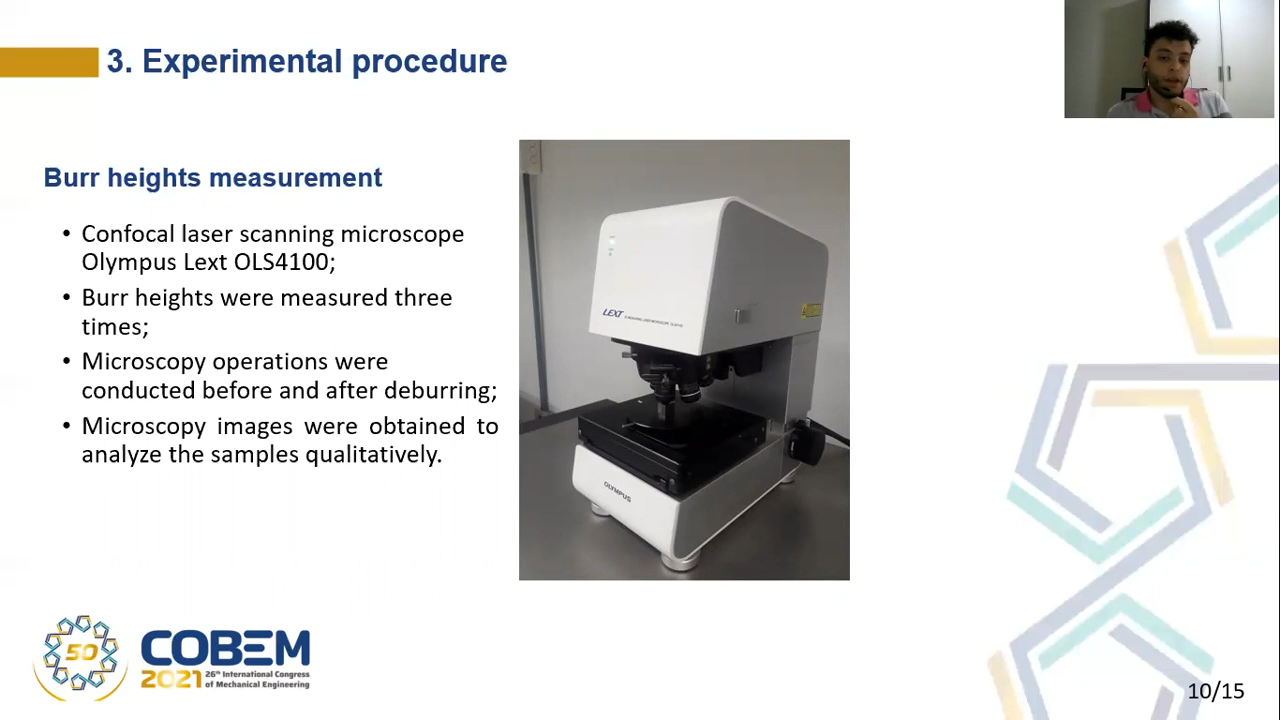 3. Experimental procedure
Burr heights measurement
• Confocal laser scanning microscope
Olympus Lext OLS4100;
• Burr heights were measured three
times;
• Microscopy operations were
conducted before and after deburring;
• Microscopy images were obtained to
analyze the samples qualitatively.
LEXT
OLYMPUS
50
COBEM
2021 26th International Congress
of Mechanical Engineering
10/15